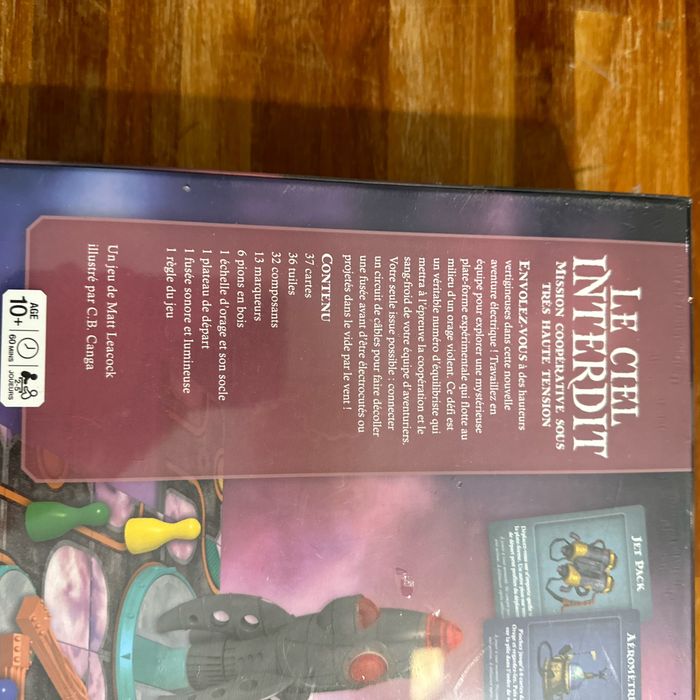 LE CIEL
INTERDIT
MISSION COOPÉRATIVE SOUS
TRÈS HAUTE TENSION
ENVOLEZ-VOUS à des hauteurs
vertigineuses dans cette nouvelle
aventure électrique ! Travaillez en
équipe pour explorer une mystérieuse
plate-forme expérimentale qui flotte au
milieu d'un orage violent. Ce défi est
un véritable numéro d'équilibriste qui
mettra à l'épreuve la coopération et le
sang-froid de votre équipe d'aventuriers.
Votre seule issue possible : connecter
un circuit de câbles pour faire décoller
une fusée avant d'être électrocutés ou
projetés dans le vide par le vent !
CONTENU
37 cartes
36 tuiles
32 composants
13 marqueurs
6 pions en bois
1 échelle d'orage et son socle
1 plateau de départ
1 fusée sonore et lumineuse
1 règle du jeu
Un jeu de Matt Leacock
illustré par C.B. Canga
AGE
10+
60 MINS
2-5
JOUEURS
JET PACK
AÉROMÈTR